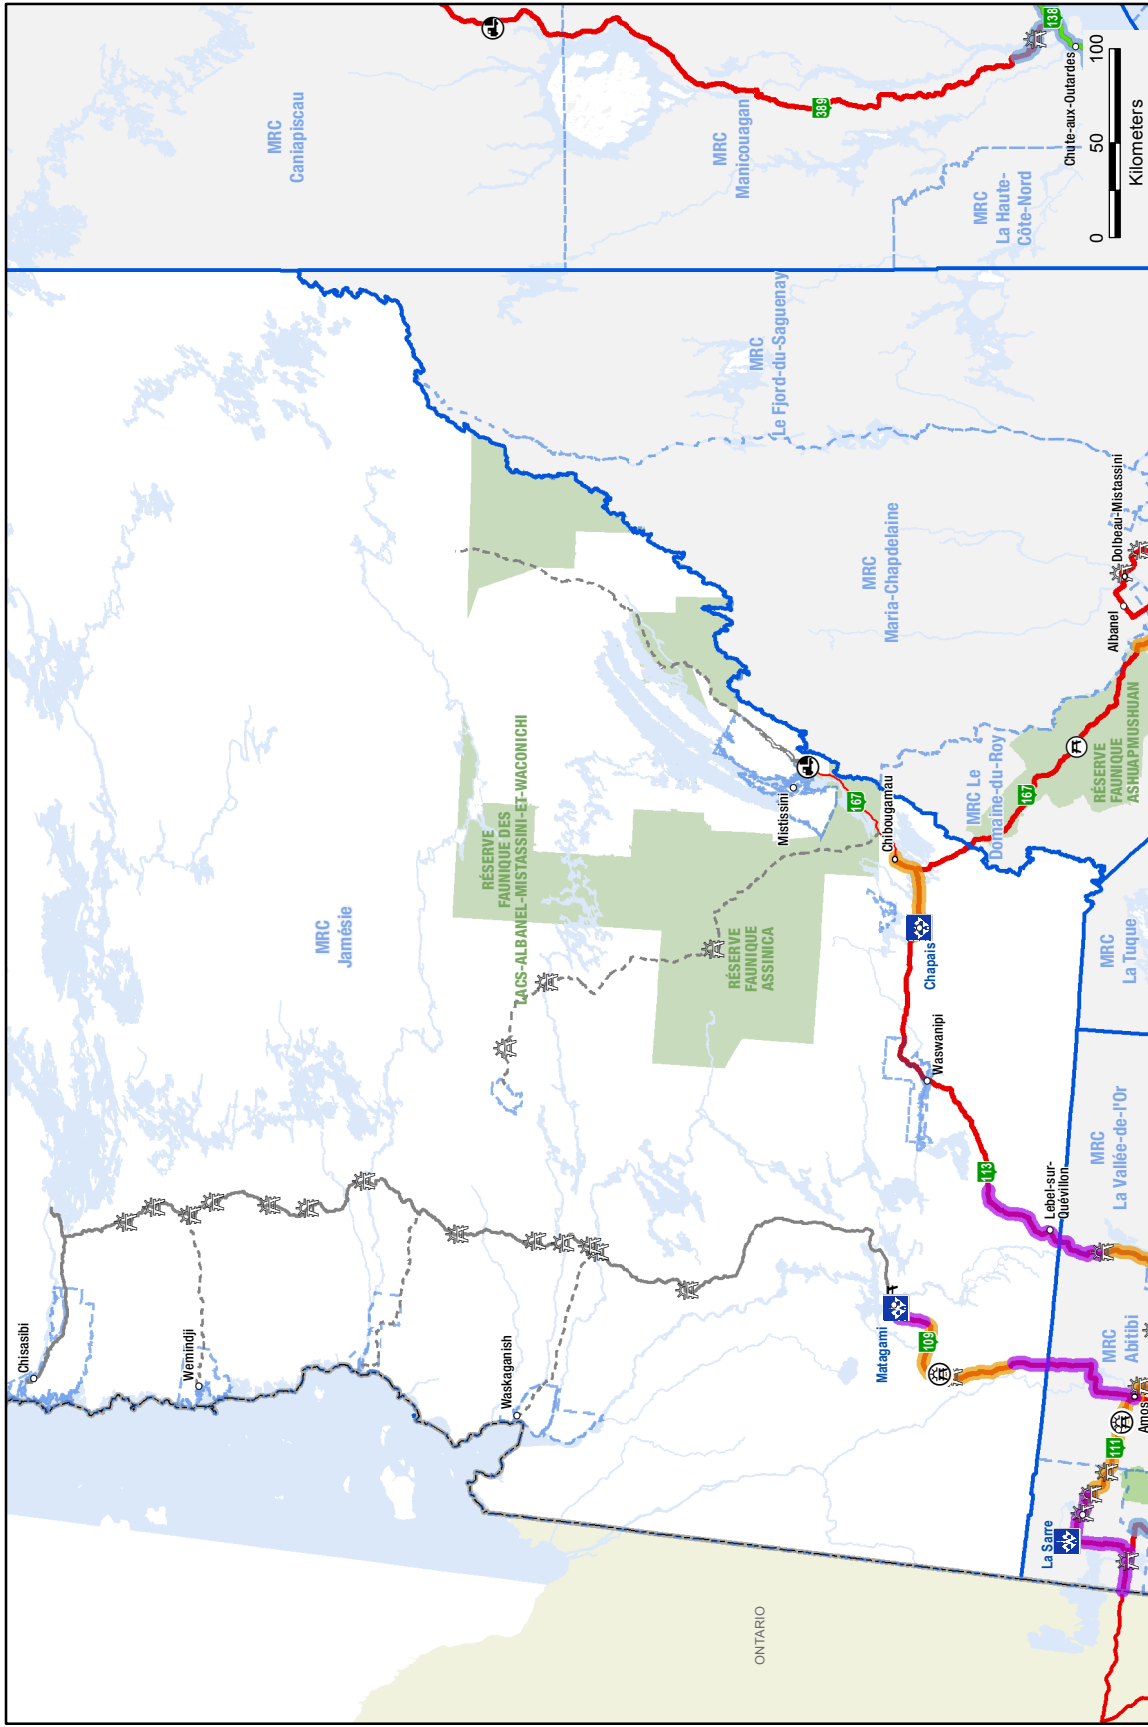 Chisasibi
Wemindji
Waskaganish
MRC
Jamésie
MRC
Caniapiscau
RÉSERVE
FAUNIQUE DES
LACS-ALBANEL-MISTASSINI-ET-WACONICHI
RÉSERVE
FAUNIQUE
ASSINICA
Mistissini
MRC
Manicouagan
389
MRC
Le Fjord-du-Saguenay
MRC
Maria-Chapdelaine
167
Chibougamau
Chapais
Waswanipi
Matagami
109
113
Lebel-sur-
Quévillon
MRC Le
Domaine-du-Roy
167
RÉSERVE
FAUNIQUE
ASHUAPMUSHUAN
Albanel
Dolbeau-Mistassini
MRC
La Haute-
Côte-Nord
Chute-aux-Outardes
138
MRC
La Tuque
MRC
La Vallée-de-l'Or
MRC
Abitibi
Amos
111
La Sarre
ONTARIO
0 50 100
Kilometers